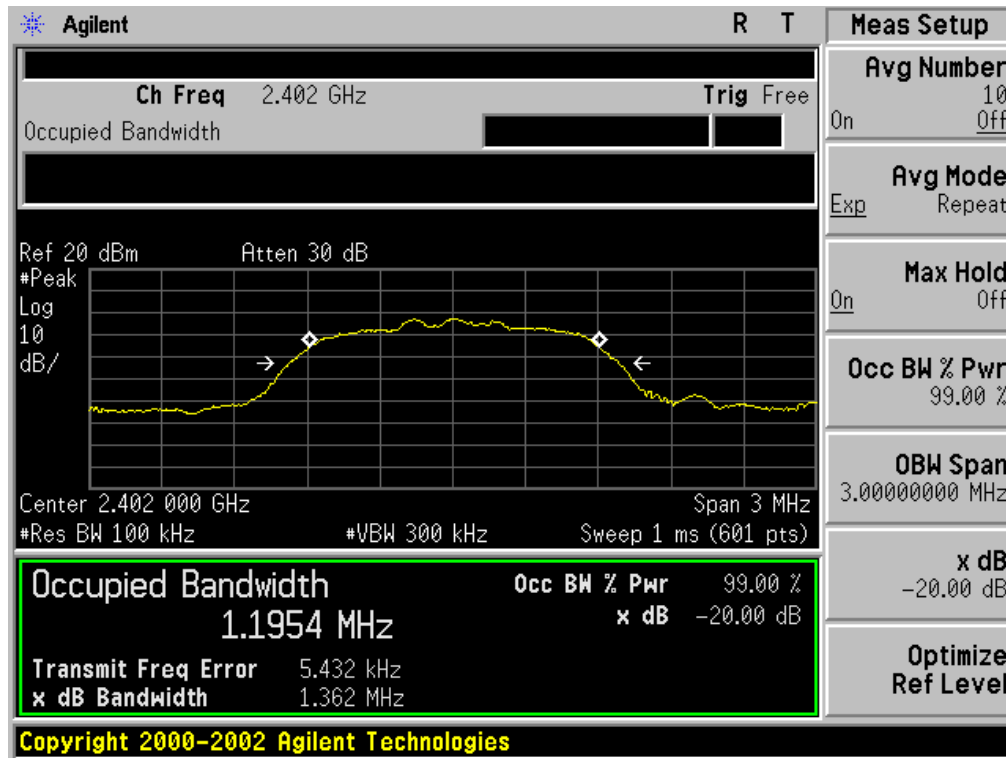 Agilent R T
Ch Freq 2.402 GHz Trig Free
Occupied Bandwidth
Ref 20 dBm Atten 30 dB
#Peak
Log
10
dB/
Center 2.402 000 GHz Span 3 MHz
#Res BW 100 kHz #VBW 300 kHz Sweep 1 ms (601 pts)
Occupied Bandwidth
1.1954 MHz
Occ BW % Pwr 99.00 %
x dB -20.00 dB
Transmit Freq Error 5.432 kHz
x dB Bandwidth 1.362 MHz
Copyright 2000-2002 Agilent Technologies
Meas Setup
Avg Number
10
On Off
Avg Mode
Exp Repeat
Max Hold
On Off
Occ BW % Pwr
99.00 %
OBW Span
3.00000000 MHz
x dB
-20.00 dB
Optimize
Ref Level